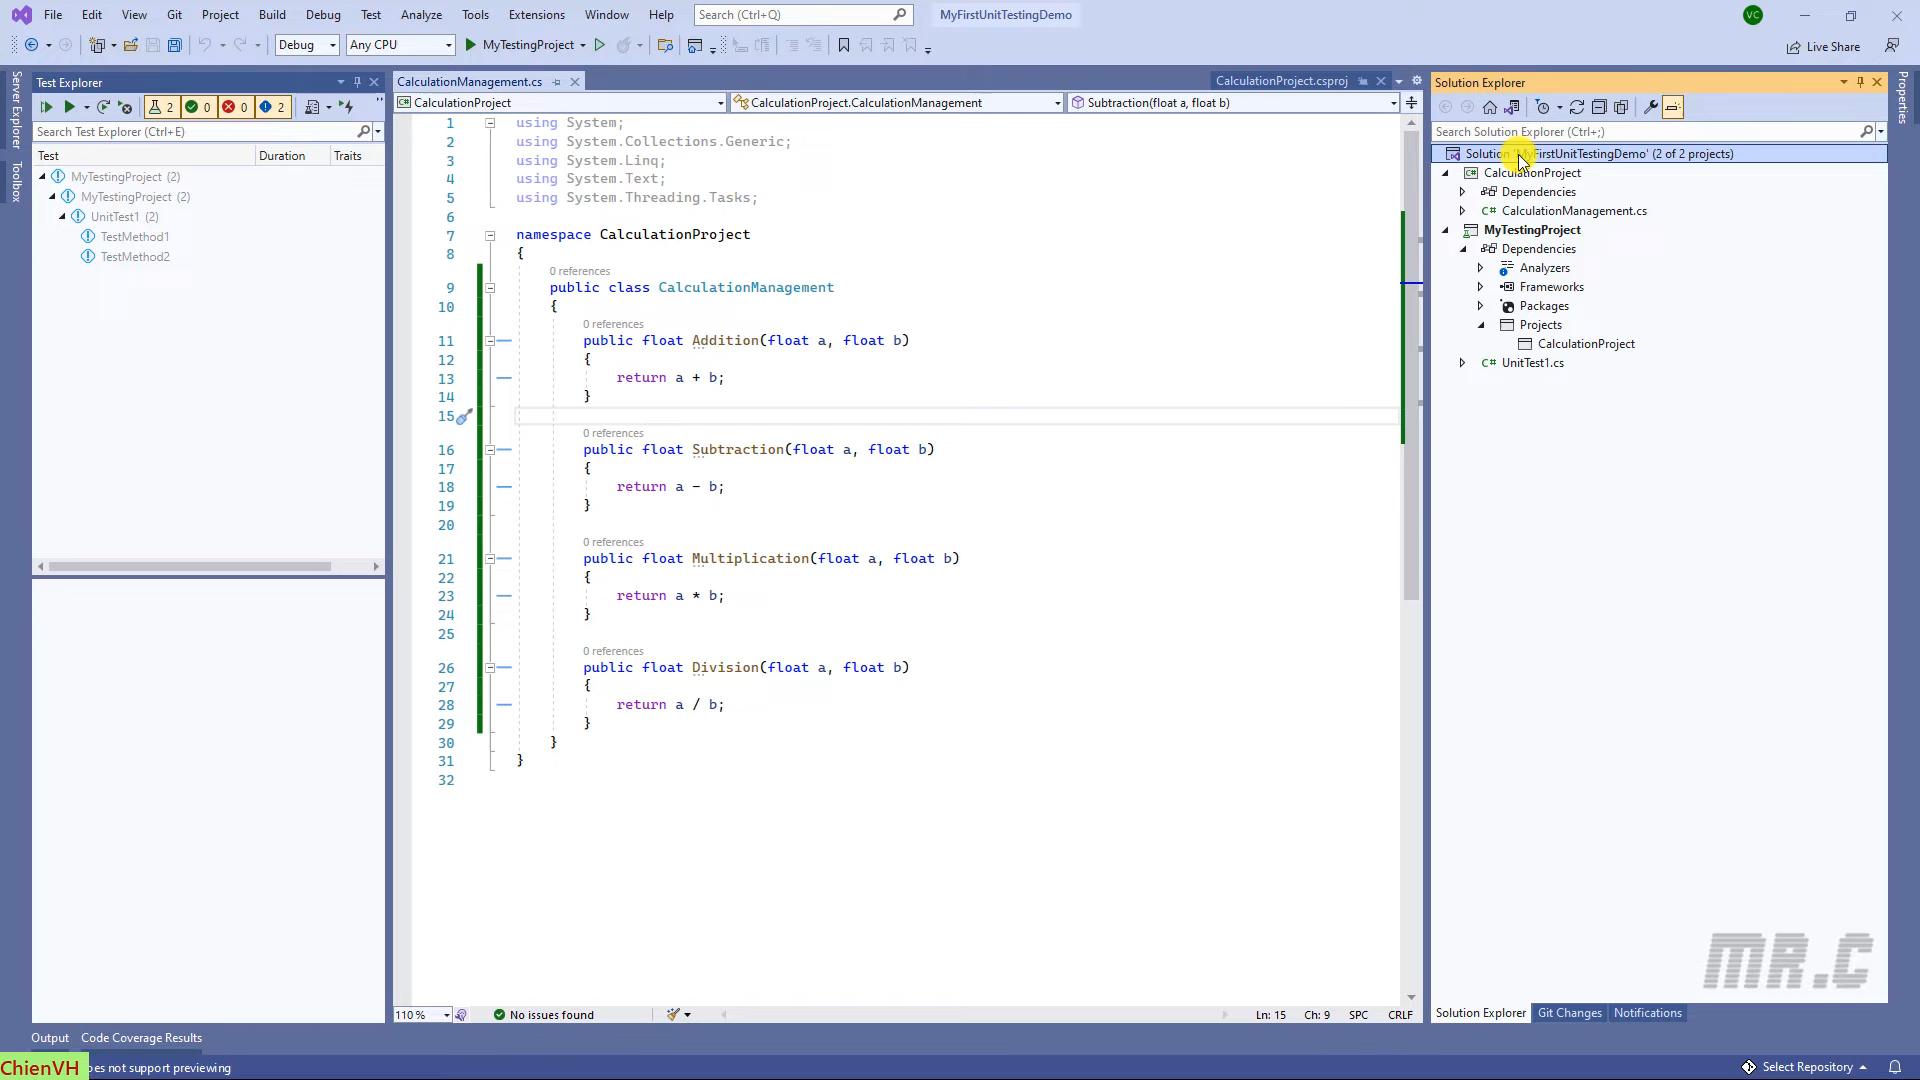 File Edit View Git Project Build Debug Test Analyze Tools Extensions Window Help Search (Ctrl+Q) MyFirstUnitTestingDemo VC
Debug Any CPU MyTestingProject Live Share
Server Explorer
Toolbox
Test Explorer
2 0 0 2
Search Test Explorer (Ctrl+E)
Test Duration Traits
MyTestingProject (2)
MyTestingProject (2)
UnitTest1 (2)
TestMethod1
TestMethod2
CalculationManagement.cs CalculationProject.csproj
CalculationProject CalculationProject.CalculationManagement Subtraction(float a, float b)
1 using System;
2 using System.Collections.Generic;
3 using System.Linq;
4 using System.Text;
5 using System.Threading.Tasks;
6
7 namespace CalculationProject
8 {
0 references
9 public class CalculationManagement
10 {
0 references
11 public float Addition(float a, float b)
12 {
13 return a + b;
14 }
15
0 references
16 public float Subtraction(float a, float b)
17 {
18 return a - b;
19 }
20
0 references
21 public float Multiplication(float a, float b)
22 {
23 return a * b;
24 }
25
0 references
26 public float Division(float a, float b)
27 {
28 return a / b;
29 }
30 }
31 }
32
110 % No issues found Ln: 15 Ch: 9 SPC CRLF
Solution Explorer
Search Solution Explorer (Ctrl+;)
Solution 'MyFirstUnitTestingDemo' (2 of 2 projects)
CalculationProject
Dependencies
CalculationManagement.cs
MyTestingProject
Dependencies
Analyzers
Frameworks
Packages
Projects
CalculationProject
UnitTest1.cs
Properties
MR.C
Solution Explorer Git Changes Notifications
Output Code Coverage Results
ChienVH
oes not support previewing Select Repository